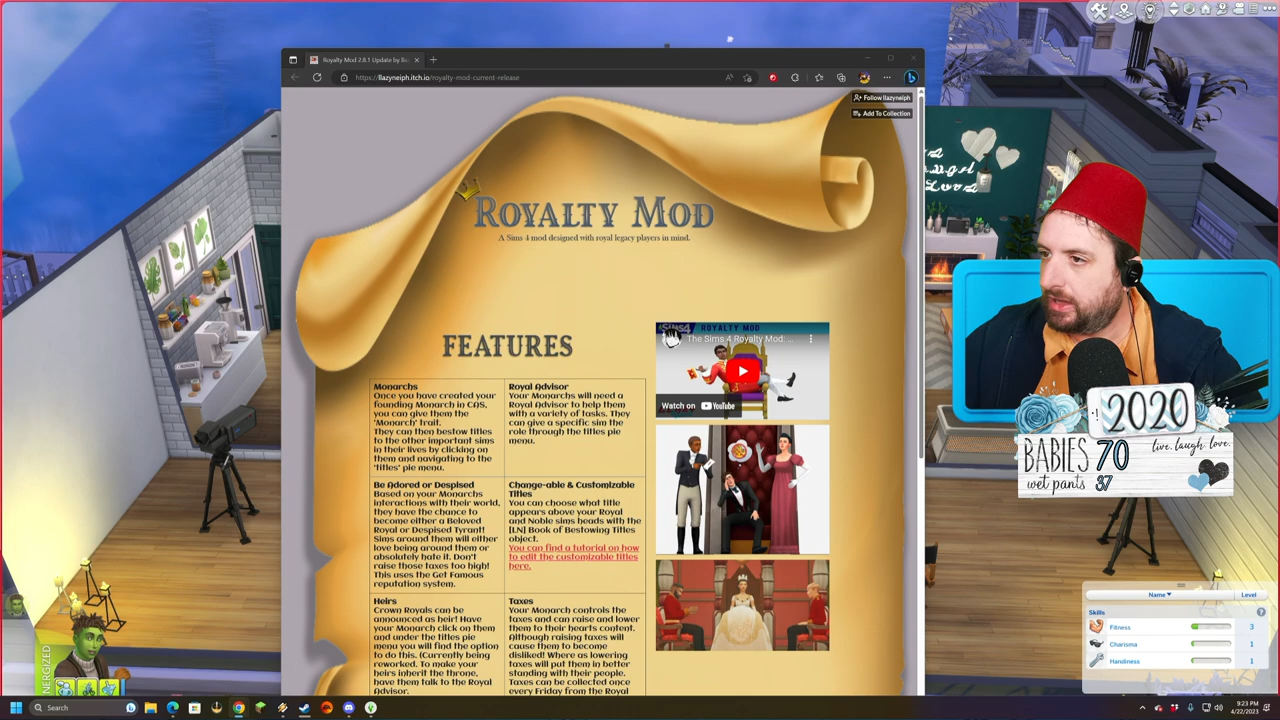 Royalty Mod 2.8.1 Update by lla
https://llazyneiph.itch.io/royalty-mod-current-release
Follow llazyneiph
Add To Collection
Royalty Mod
A Sims 4 mod designed with royal legacy players in mind.
FEATURES
Monarchs
Once you have created your
founding Monarch in CAS,
you can give them the
'Monarch' trait.
They can then bestow titles
to the other important sims
in their lives by clicking on
them and navigating to the
'titles' pie menu.
Royal Advisor
Your Monarchs will need a
Royal Advisor to help them
with a variety of tasks. They
can give a specific sim the
role through the titles pie
menu.
Be Adored or Despised
Based on your Monarchs
interactions with their world,
they have the chance to
become either a Beloved
Royal or Despised Tyrant!
Sims around them will either
love being around them or
absolutely hate it. Don't
raise those taxes too high!
This uses the Get Famous
reputation system.
Change-able & Customizable
Titles
You can choose what title
appears above your Royal
and Noble sims heads with the
[LN] Book of Bestowing Titles
object.
You can find a tutorial on how
to edit the customizable titles
here.
Heirs
Crown Royals can be
announced as heir! Have
your Monarch click on them
and under the titles pie
menu you will find the option
to do this. (Currently being
reworked. To make your
heirs inherit the throne,
have them talk to the Royal
Advisor.
Taxes
Your Monarch controls the
taxes and can raise and lower
them to their hearts content.
Although raising taxes will
cause them to become
disliked! Where as lowering
taxes will put them in better
standing with their people.
Taxes can be collected once
every Friday from the Royal
SIMS4 ROYALTY MOD
The Sims 4 Royalty Mod: ...
Watch on YouTube
2020
BABIES 70
live. laugh. love.
wet pants 37
Name Level
Skills
Fitness 3
Charisma 1
Handiness 1
NERGIZED
Search
9:23 PM
4/22/2023